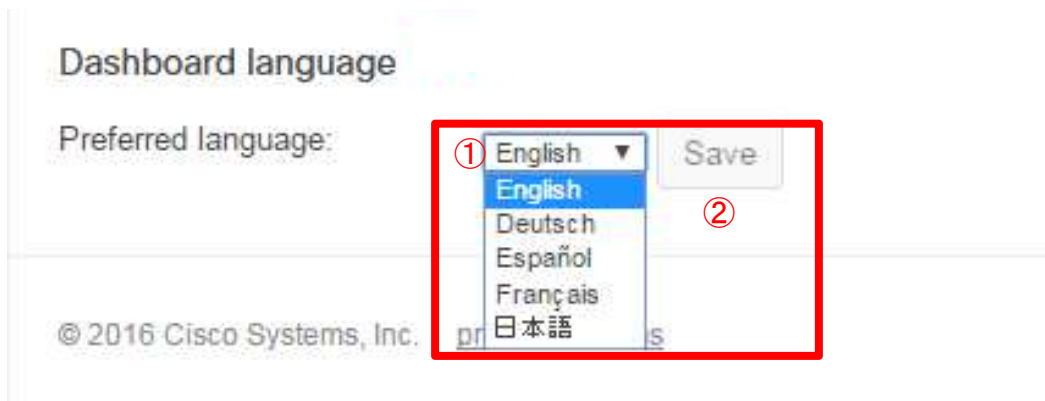 Dashboard language
Preferred language:
① English ▼ Save
English
②
Deutsch
Español
Français
日本語
© 2016 Cisco Systems, Inc.